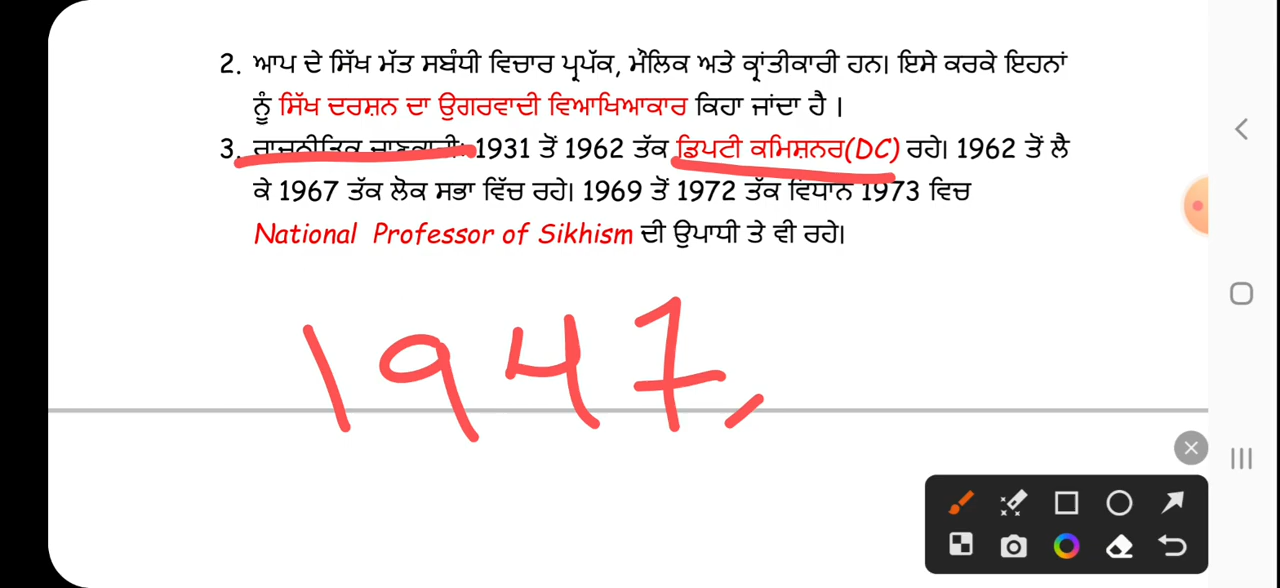 2. ਆਪ ਦੇ ਸਿੱਖ ਮੱਤ ਸਬੰਧੀ ਵਿਚਾਰ ਪ੍ਰਪੱਕ, ਮੌਲਿਕ ਅਤੇ ਕ੍ਰਾਂਤੀਕਾਰੀ ਹਨ। ਇਸੇ ਕਰਕੇ ਇਹਨਾਂ
ਨੂੰ ਸਿੱਖ ਦਰਸ਼ਨ ਦਾ ਉਗਰਵਾਦੀ ਵਿਆਖਿਆਕਾਰ ਕਿਹਾ ਜਾਂਦਾ ਹੈ ।
3. ਰਾਜਨੀਤਿਕ ਜਾਣਕਾਰੀ: 1931 ਤੋਂ 1962 ਤੱਕ ਡਿਪਟੀ ਕਮਿਸ਼ਨਰ(DC) ਰਹੇ। 1962 ਤੋਂ ਲੈ
ਕੇ 1967 ਤੱਕ ਲੋਕ ਸਭਾ ਵਿੱਚ ਰਹੇ। 1969 ਤੋਂ 1972 ਤੱਕ ਵਿਧਾਨ 1973 ਵਿਚ
National Professor of Sikhism ਦੀ ਉਪਾਧੀ ਤੇ ਵੀ ਰਹੇ।
1947,